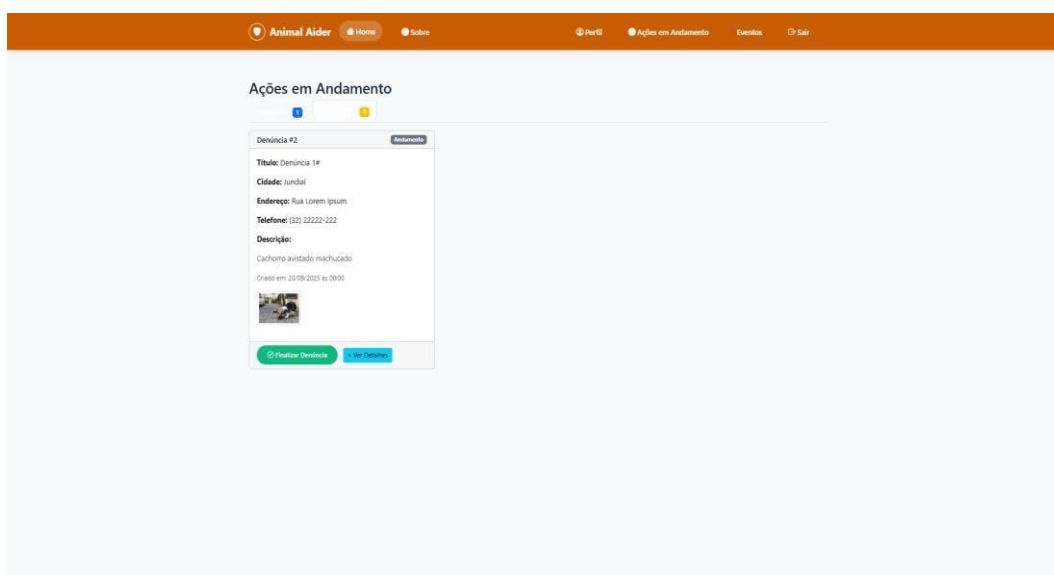 Animal Aider Home Sobre Perfil Ações em Andamento Eventos Sair
Ações em Andamento
1
Denúncia #2 Andamento
Título: Denúncia 1#
Cidade: Jundiaí
Endereço: Rua Lorem Ipsum
Telefone: (32) 22222-222
Descrição:
Cachorro avistado machucado
Criado em: 20/09/2025 às 00:00
Finalizar Denúncia + Ver Detalhes